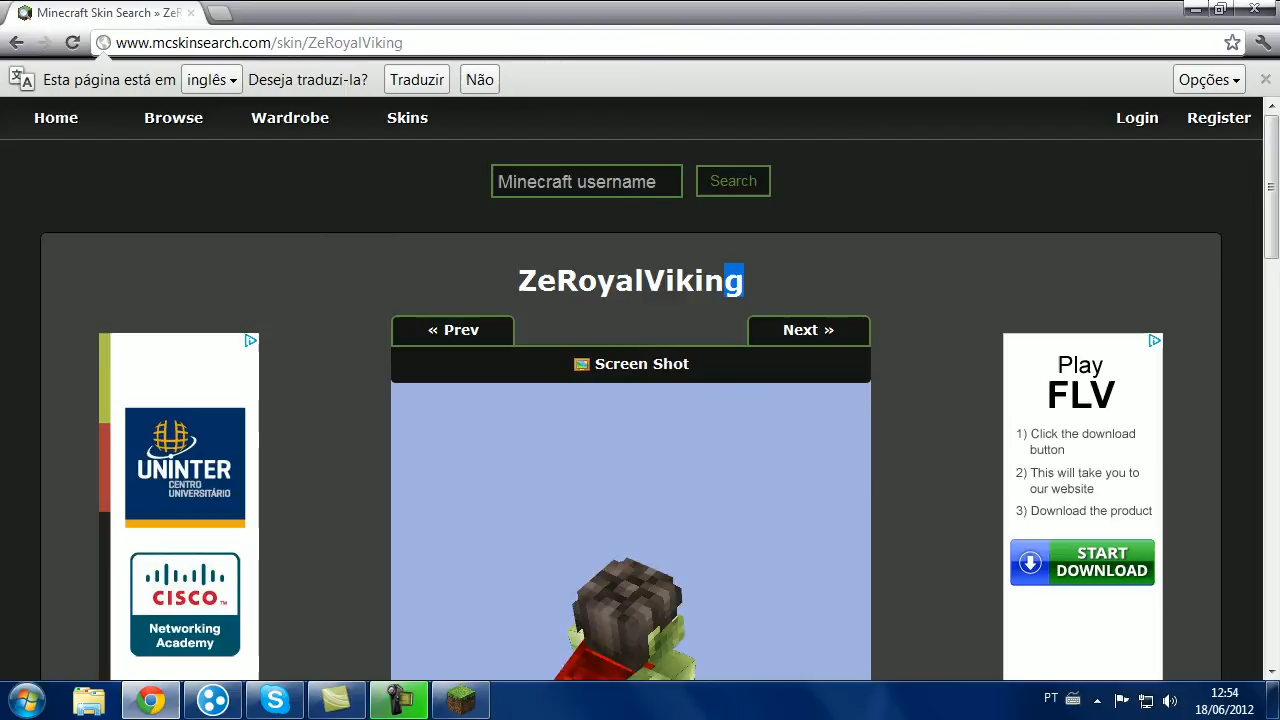 Minecraft Skin Search » ZeR
www.mcskinsearch.com/skin/ZeRoyalViking
Esta página está em inglês Deseja traduzi-la? Traduzir Não Opções
Home Browse Wardrobe Skins Login Register
Minecraft username Search
ZeRoyalViking
« Prev Next »
Screen Shot
UNINTER
CENTRO
UNIVERSITÁRIO
CISCO
Networking
Academy
Play
FLV
1) Click the download
button
2) This will take you to
our website
3) Download the product
START
DOWNLOAD
PT
12:54
18/06/2012